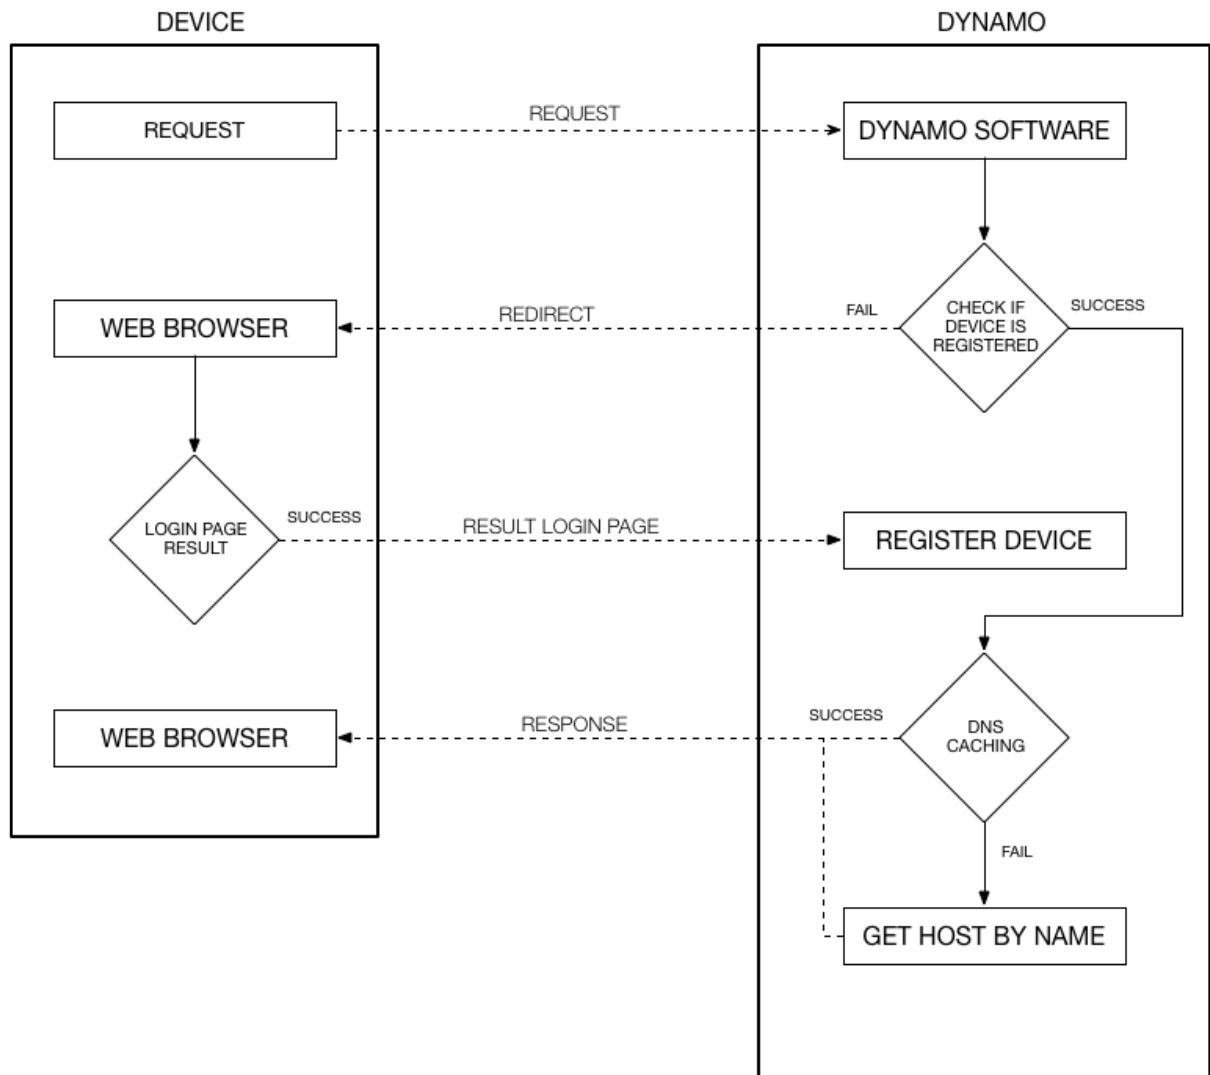 DEVICE
DYNAMO
REQUEST
REQUEST
DYNAMO SOFTWARE
WEB BROWSER
REDIRECT
FAIL
CHECK IF
DEVICE IS
REGISTERED
SUCCESS
LOGIN PAGE
RESULT
SUCCESS
RESULT LOGIN PAGE
REGISTER DEVICE
WEB BROWSER
RESPONSE
SUCCESS
DNS
CACHING
FAIL
GET HOST BY NAME